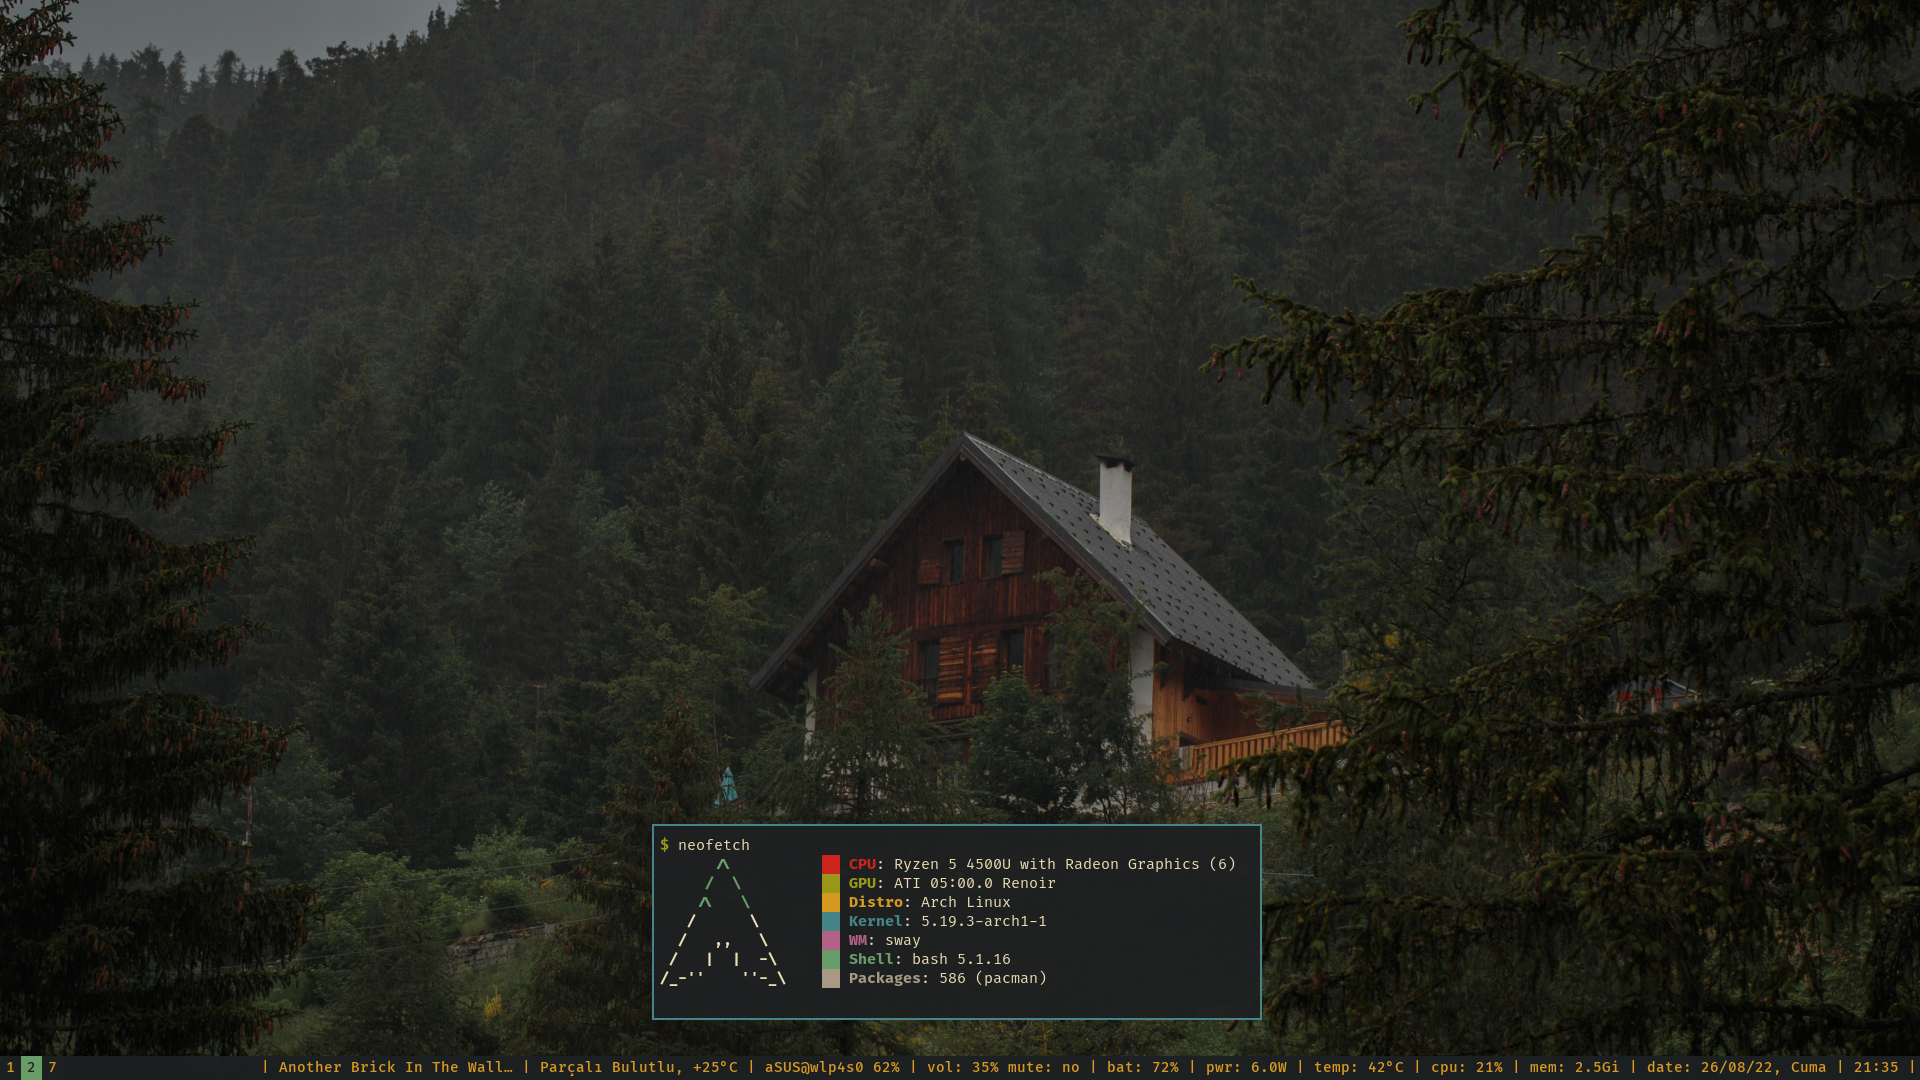 $ neofetch
CPU: Ryzen 5 4500U with Radeon Graphics (6)
GPU: ATI 05:00.0 Renoir
Distro: Arch Linux
Kernel: 5.19.3-arch1-1
WM: sway
Shell: bash 5.1.16
Packages: 586 (pacman)
1 2 7 | Another Brick In The Wall… | Parçalı Bulutlu, +25°C | aSUS@wlp4s0 62% | vol: 35% mute: no | bat: 72% | pwr: 6.0W | temp: 42°C | cpu: 21% | mem: 2.5Gi | date: 26/08/22, Cuma | 21:35 |